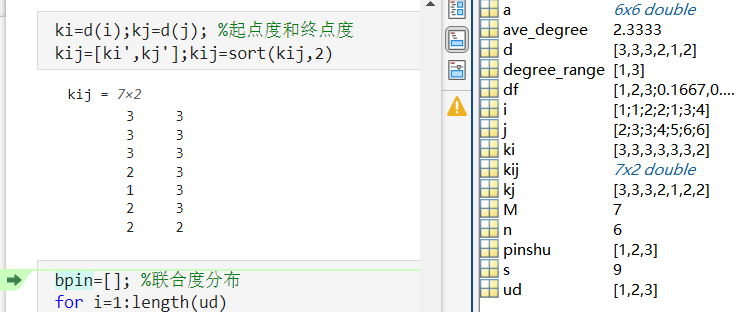 ki=d(i);kj=d(j); %起点度和终点度
kij=[ki',kj'];kij=sort(kij,2)
kij = 7×2
3 3
3 3
3 3
2 3
1 3
2 3
2 2
bpin=[]; %联合度分布
for i=1:length(ud)
a 6x6 double
ave_degree 2.3333
d [3,3,3,2,1,2]
degree_range [1,3]
df [1,2,3;0.1667,0....
i [1;1;2;2;1;3;4]
j [2;3;3;4;5;6;6]
ki [3,3,3,3,3,3,2]
kij 7x2 double
kj [3,3,3,2,1,2,2]
M 7
n 6
pinshu [1,2,3]
s 9
ud [1,2,3]